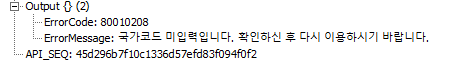 Output {} (2)
ErrorCode: 80010208
ErrorMessage: 국가코드 미입력입니다. 확인하신 후 다시 이용하시기 바랍니다.
API_SEQ: 45d296b7f10c1336d57efd83f094f0f2